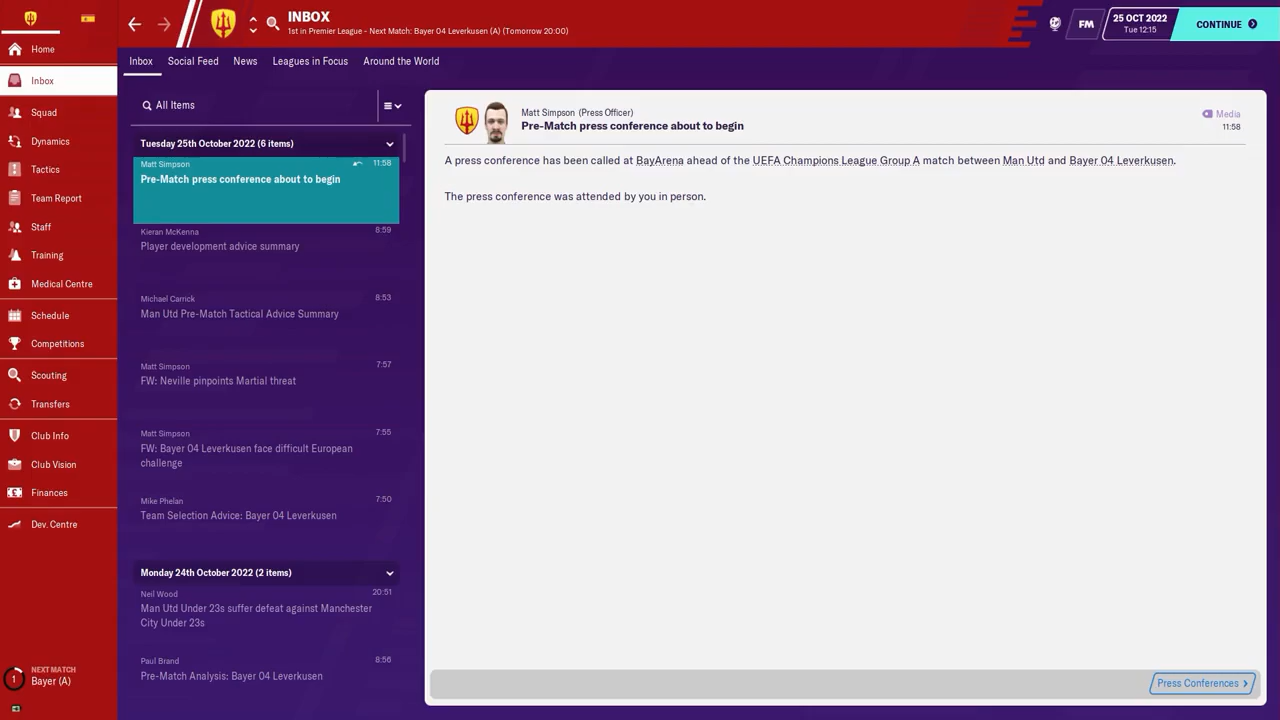 INBOX
1st in Premier League - Next Match: Bayer 04 Leverkusen (A) (Tomorrow 20:00)
FM
25 OCT 2022
Tue 12:15
CONTINUE
Home
Inbox
Squad
Dynamics
Tactics
Team Report
Staff
Training
Medical Centre
Schedule
Competitions
Scouting
Transfers
Club Info
Club Vision
Finances
Dev. Centre
1
NEXT MATCH
Bayer (A)
Inbox
Social Feed
News
Leagues in Focus
Around the World
All Items
Tuesday 25th October 2022 (6 items)
Matt Simpson
11:58
Pre-Match press conference about to begin
Kieran McKenna
8:59
Player development advice summary
Michael Carrick
8:53
Man Utd Pre-Match Tactical Advice Summary
Matt Simpson
7:57
FW: Neville pinpoints Martial threat
Matt Simpson
7:55
FW: Bayer 04 Leverkusen face difficult European
challenge
Mike Phelan
7:50
Team Selection Advice: Bayer 04 Leverkusen
Monday 24th October 2022 (2 items)
Neil Wood
20:51
Man Utd Under 23s suffer defeat against Manchester
City Under 23s
Paul Brand
8:56
Pre-Match Analysis: Bayer 04 Leverkusen
Matt Simpson (Press Officer)
Pre-Match press conference about to begin
Media
11:58
A press conference has been called at BayArena ahead of the UEFA Champions League Group A match between Man Utd and Bayer 04 Leverkusen.
The press conference was attended by you in person.
Press Conferences